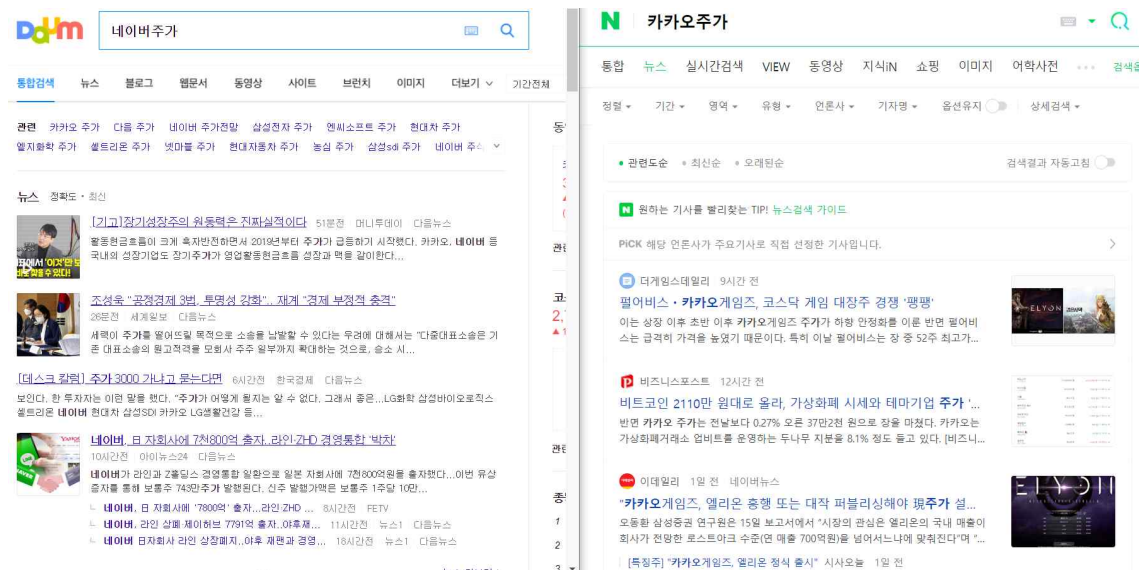 Daum
네이버주가
통합검색 뉴스 블로그 웹문서 동영상 사이트 브런치 이미지 더보기 기간전체
관련 카카오 주가 다음 주가 네이버 주가전망 삼성전자 주가 엔씨소프트 주가 현대차 주가
엘지화학 주가 셀트리온 주가 넷마블 주가 현대자동차 주가 농심 주가 삼성sdi 주가 네이버 주식
뉴스 정확도 · 최신
[기고]장기성장주의 원동력은 진짜실적이다 51분전 머니투데이 다음뉴스
활동현금흐름이 크게 흑자반전하면서 2019년부터 주가가 급등하기 시작했다. 카카오, 네이버 등
국내의 성장기업도 장기주가가 영업활동현금흐름 성장과 맥을 같이한다...
조성욱 "공정경제 3법, 투명성 강화".. 재계 "경제 부정적 충격"
26분전 세계일보 다음뉴스
세력이 주가를 떨어뜨릴 목적으로 소송을 남발할 수 있다는 우려에 대해서는 "다중대표소송은 기
존 대표소송의 원고적격을 모회사 주주 일부까지 확대하는 것으로, 승소 시...
[데스크 칼럼] 주가 3000 가냐고 묻는다면 6시간전 한국경제 다음뉴스
보인다. 한 투자자는 이런 말을 했다. "주가가 어떻게 될지는 알 수 없다. 그래서 좋은...LG화학 삼성바이오로직스
셀트리온 네이버 현대차 삼성SDI 카카오 LG생활건강 등...
네이버, 日 자회사에 7천800억 출자..라인·ZHD 경영통합 '박차'
10시간전 아이뉴스24 다음뉴스
네이버가 라인과 Z홀딩스 경영통합 일환으로 일본 자회사에 7천800억원을 출자했다...이번 유상
증자를 통해 보통주 743만주가 발행된다. 신주 발행가액은 보통주 1주당 10만...
네이버, 日 자회사에 '7800억' 출자...라인·ZHD ... 8시간전 FETV
네이버, 라인 상폐·제이허브 7791억 출자..야후재... 11시간전 뉴스1 다음뉴스
네이버 日자회사 라인 상장폐지..야후 재팬과 경영... 18시간전 뉴스1 다음뉴스
N 카카오주가
통합 뉴스 실시간검색 VIEW 동영상 지식iN 쇼핑 이미지 어학사전 검색옵
정렬 기간 영역 유형 언론사 기자명 옵션유지 상세검색
관련도순 최신순 오래된순 검색결과 자동고침
N 원하는 기사를 빨리찾는 TIP! 뉴스검색 가이드
PiCK 해당 언론사가 주요기사로 직접 선정한 기사입니다.
더게임스데일리 9시간 전
펄어비스 · 카카오게임즈, 코스닥 게임 대장주 경쟁 '팽팽'
이는 상장 이후 초반 이후 카카오게임즈 주가가 하향 안정화를 이룬 반면 펄어비
스는 급격히 가격을 높였기 때문이다. 특히 이날 펄어비스는 장 중 52주 최고가...
ELYON
비즈니스포스트 12시간 전
비트코인 2110만 원대로 올라, 가상화폐 시세와 테마기업 주가 '...
반면 카카오 주가는 전날보다 0.27% 오른 37만2천 원으로 장을 마쳤다. 카카오는
가상화폐거래소 업비트를 운영하는 두나무 지분을 8.1% 정도 들고 있다. [비즈니...
이데일리 1일 전 네이버뉴스
"카카오게임즈, 엘리온 흥행 또는 대작 퍼블리싱해야 現주가 설...
오동환 삼성증권 연구원은 15일 보고서에서 "시장의 관심은 엘리온의 국내 매출이
회사가 전망한 로스트아크 수준(연 매출 700억원)을 넘어서느냐에 맞춰진다"며 "...
ELYON
[특징주] "카카오게임즈, 엘리온 정식 출시" 시사오늘 1일 전